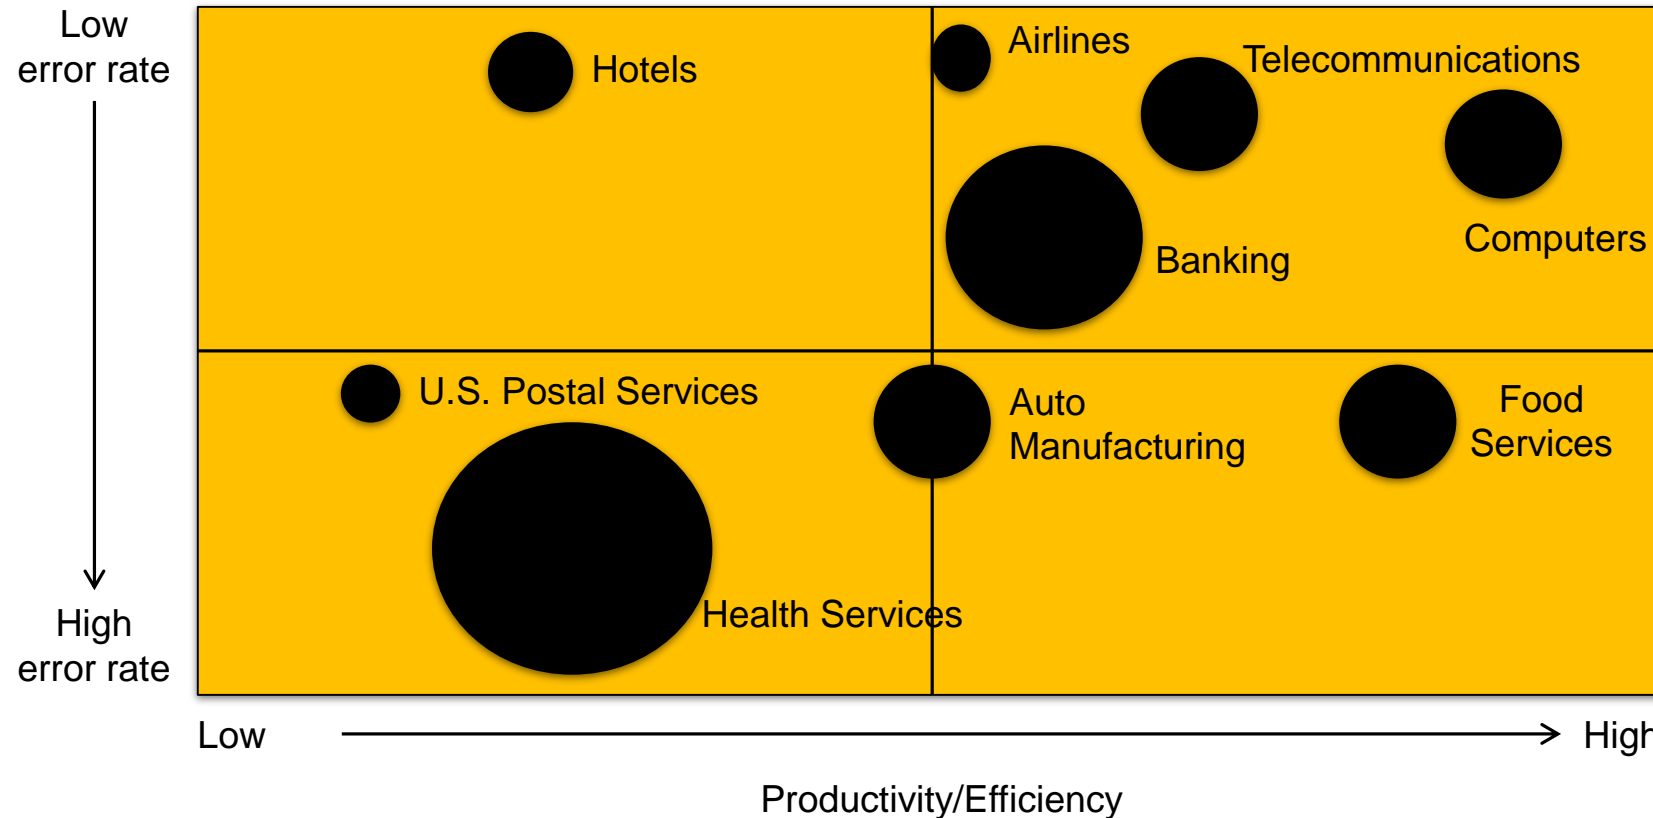 Low
error rate
Hotels
Airlines
Telecommunications
Computers
Banking
U.S. Postal Services
Auto
Manufacturing
Food
Services
Health Services
High
error rate
Low
High
Productivity/Efficiency